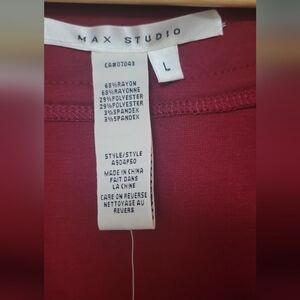 MAX STUDIO
L
CA#07043
68%RAYON
68%RAYONNE
29%POLYESTER
29%POLYESTER
3%SPANDEX
3%SPANDEX
STYLE/STYLE
MADE IN CHINA
FAIT DANS
LA CHINE
CARE ON REVERSE
NETTOYAGE AU
REVERS